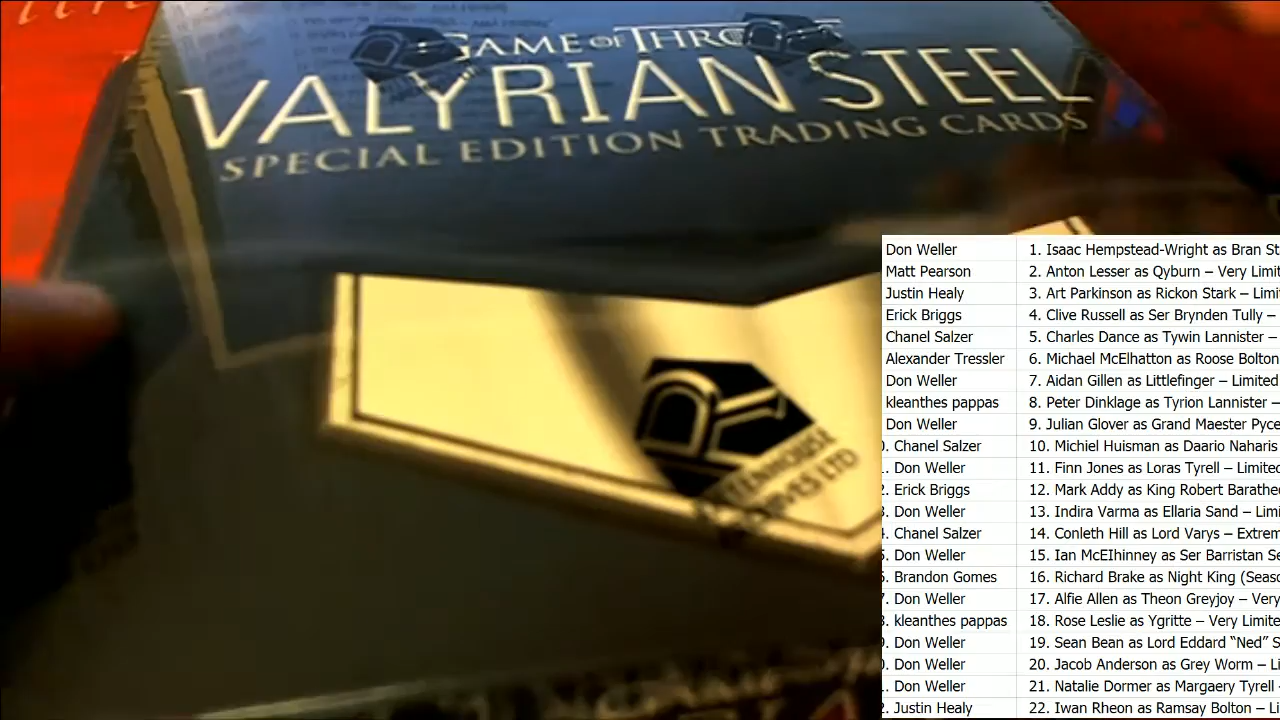 GAME OF THRO
VALYRIAN STEEL
SPECIAL EDITION TRADING CARDS
Don Weller 1. Isaac Hempstead-Wright as Bran St
Matt Pearson 2. Anton Lesser as Qyburn – Very Limit
Justin Healy 3. Art Parkinson as Rickon Stark – Limi
Erick Briggs 4. Clive Russell as Ser Brynden Tully –
Chanel Salzer 5. Charles Dance as Tywin Lannister –
Alexander Tressler 6. Michael McElhatton as Roose Bolton
Don Weller 7. Aidan Gillen as Littlefinger – Limited
kleanthes pappas 8. Peter Dinklage as Tyrion Lannister –
Don Weller 9. Julian Glover as Grand Maester Pyce
. Chanel Salzer 10. Michiel Huisman as Daario Naharis
. Don Weller 11. Finn Jones as Loras Tyrell – Limited
. Erick Briggs 12. Mark Addy as King Robert Barathe
. Don Weller 13. Indira Varma as Ellaria Sand – Limi
. Chanel Salzer 14. Conleth Hill as Lord Varys – Extrem
. Don Weller 15. Ian McEIhinney as Ser Barristan Se
. Brandon Gomes 16. Richard Brake as Night King (Seaso
. Don Weller 17. Alfie Allen as Theon Greyjoy – Very
. kleanthes pappas 18. Rose Leslie as Ygritte – Very Limite
. Don Weller 19. Sean Bean as Lord Eddard “Ned” S
. Don Weller 20. Jacob Anderson as Grey Worm – Li
. Don Weller 21. Natalie Dormer as Margaery Tyrell -
. Justin Healy 22. Iwan Rheon as Ramsay Bolton – Li